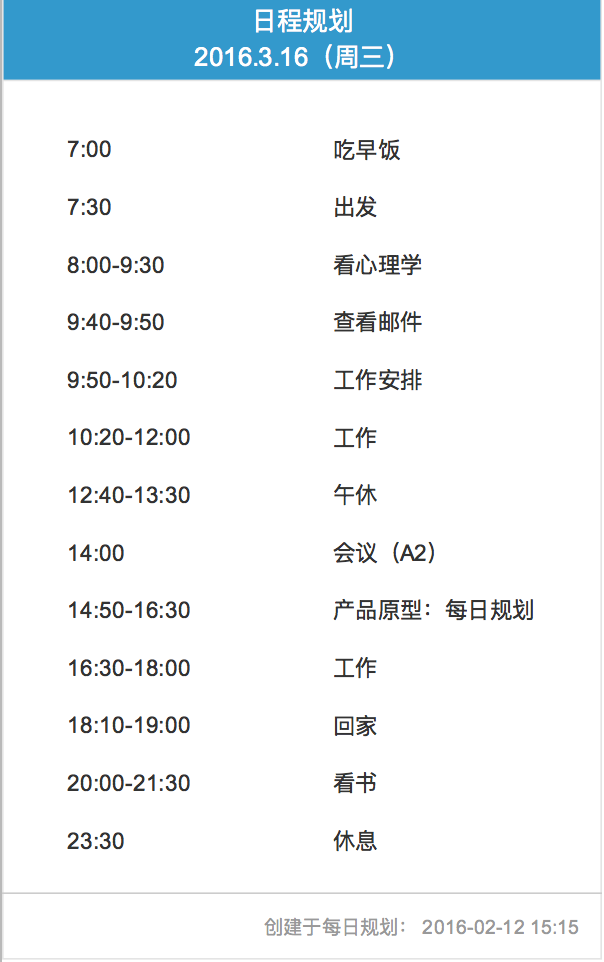 日程规划
2016.3.16（周三）
7:00 吃早饭
7:30 出发
8:00-9:30 看心理学
9:40-9:50 查看邮件
9:50-10:20 工作安排
10:20-12:00 工作
12:40-13:30 午休
14:00 会议（A2）
14:50-16:30 产品原型：每日规划
16:30-18:00 工作
18:10-19:00 回家
20:00-21:30 看书
23:30 休息
创建于每日规划： 2016-02-12 15:15